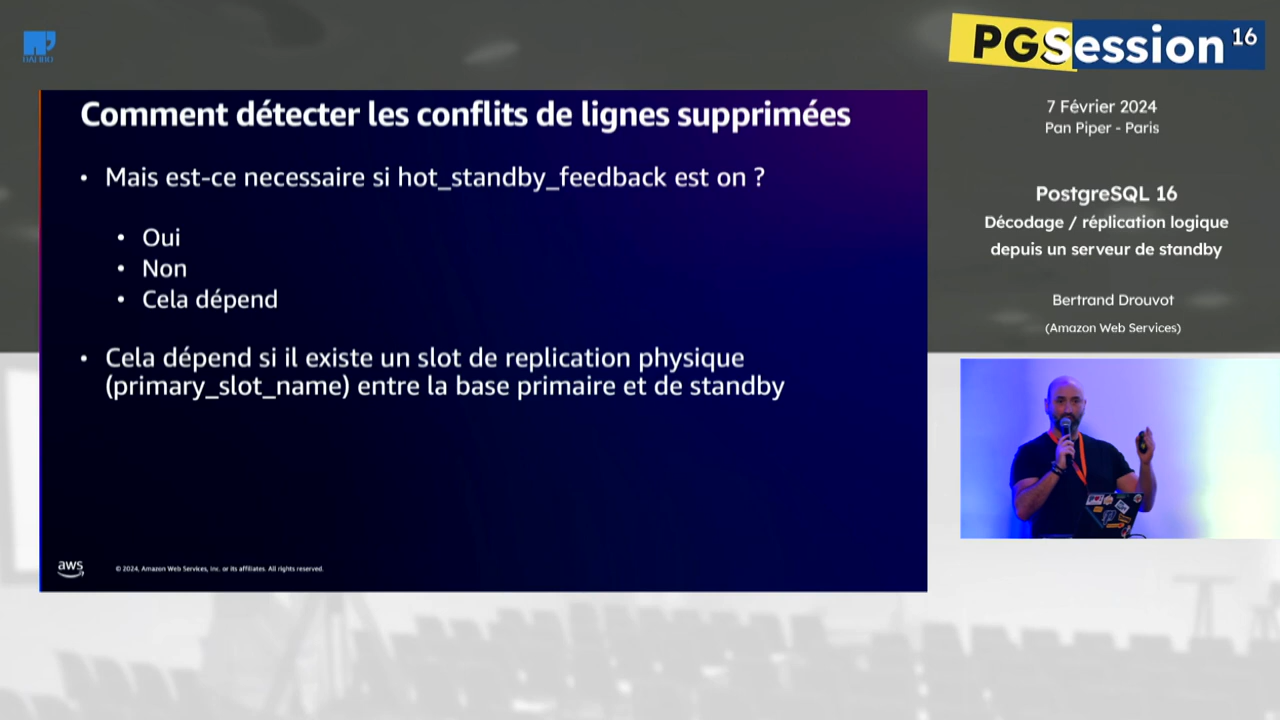 PGSession 16
7 Février 2024
Pan Piper - Paris
PostgreSQL 16
Décodage / réplication logique
depuis un serveur de standby
Bertrand Drouvot
(Amazon Web Services)
Comment détecter les conflits de lignes supprimées
• Mais est-ce necessaire si hot_standby_feedback est on ?
• Oui
• Non
• Cela dépend
• Cela dépend si il existe un slot de replication physique
(primary_slot_name) entre la base primaire et de standby
aws
© 2024, Amazon Web Services, Inc. or its affiliates. All rights reserved.